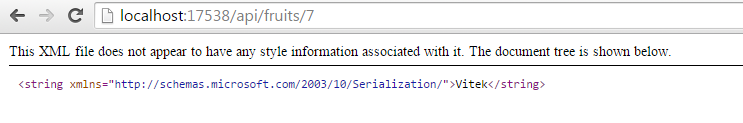 localhost:17538/api/fruits/7
This XML file does not appear to have any style information associated with it. The document tree is shown below.
<string xmlns="http://schemas.microsoft.com/2003/10/Serialization/">Vitek</string>